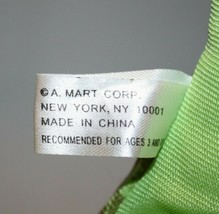 © A. MART CORP.
NEW YORK, NY 10001
MADE IN CHINA
RECOMMENDED FOR AGES 3 AND